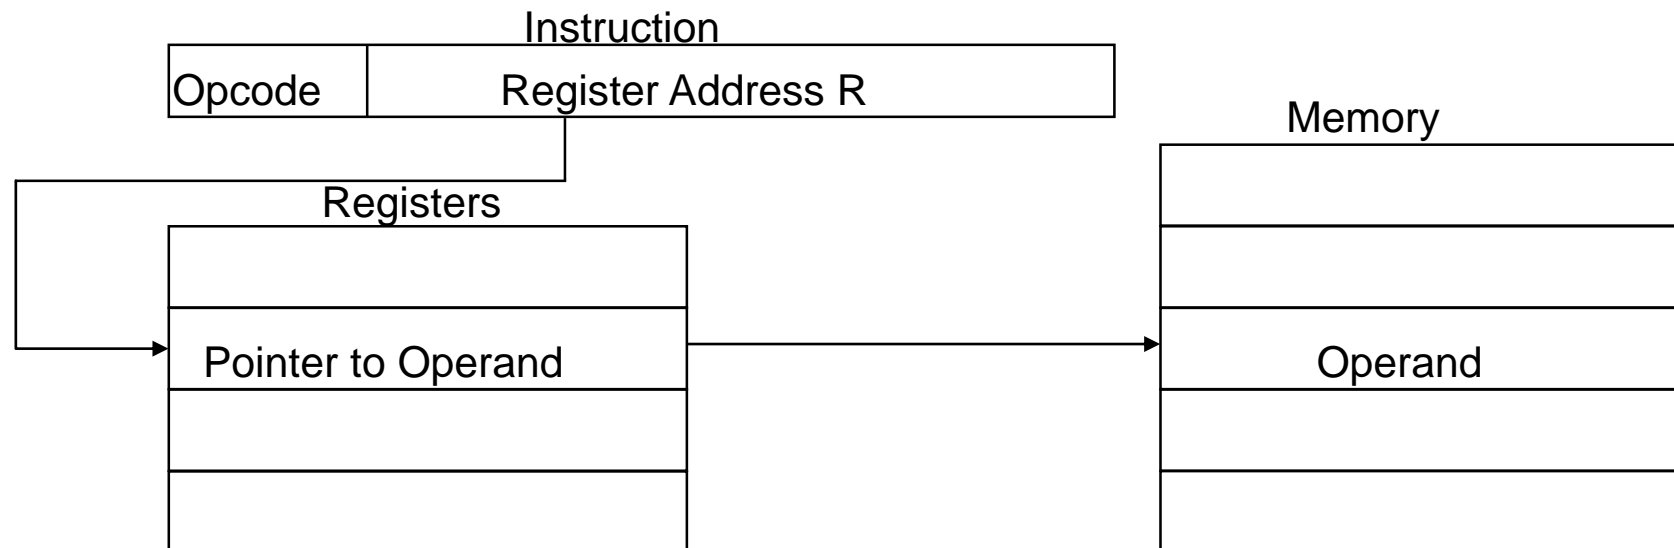 Instruction
Opcode Register Address R
Memory
Registers
Pointer to Operand Operand